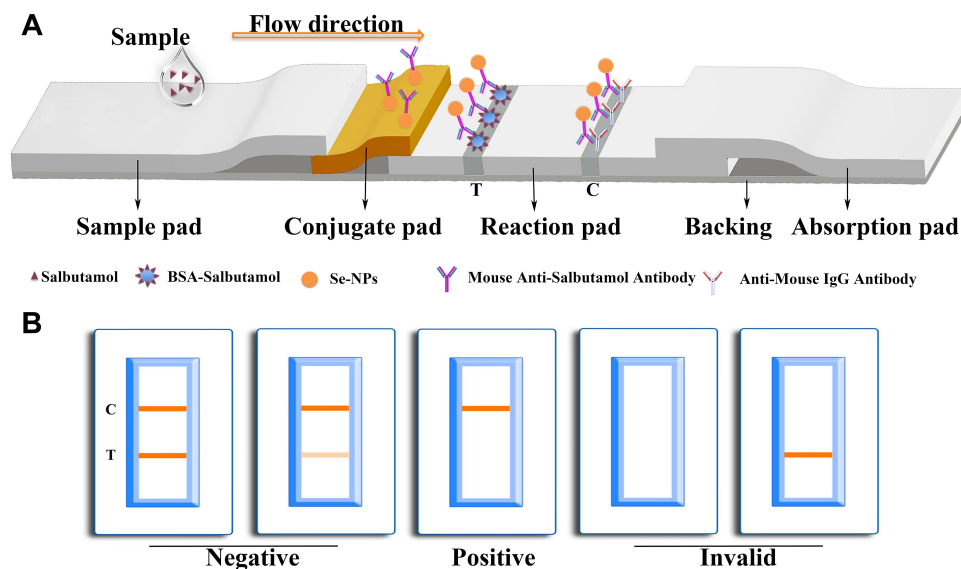 A
Sample
Flow direction
T
C
Sample pad
Conjugate pad
Reaction pad
Backing
Absorption pad
Salbutamol
BSA-Salbutamol
Se-NPs
Mouse Anti-Salbutamol Antibody
Anti-Mouse IgG Antibody
B
C
T
Negative
Positive
Invalid